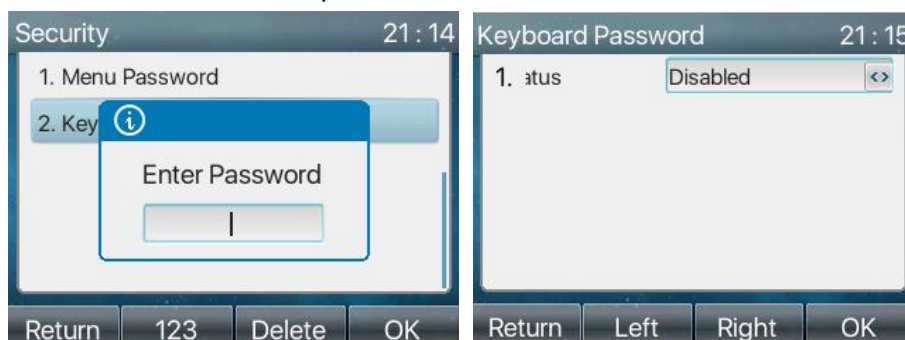 Security 21:14
1. Menu Password
2. Key
Enter Password
Return 123 Delete OK
Keyboard Password 21:15
1. atus Disabled
Return Left Right OK